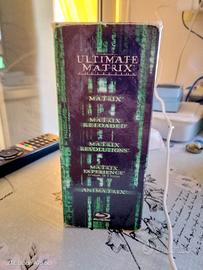 ULTIMATE
MATRIX
COLLECTION
MATRIX
MATRIX
RELOADED
MATRIX
REVOLUTIONS
MATRIX
EXPERIENCE
ANIMATRIX